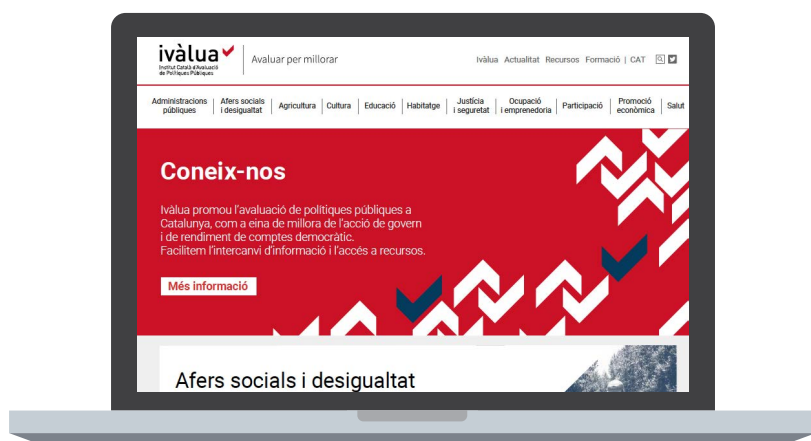 ivàlua
Institut Català d'Avaluació
de Polítiques Públiques
Avaluar per millorar
Ivàlua Actualitat Recursos Formació | CAT
Administracions
públiques
Afers socials
i desigualtat
Agricultura
Cultura
Educació
Habitatge
Justícia
i seguretat
Ocupació
i emprenedoria
Participació
Promoció
econòmica
Salut
Coneix-nos
Ivàlua promou l'avaluació de polítiques públiques a
Catalunya, com a eina de millora de l'acció de govern
i de rendiment de comptes democràtic.
Facilitem l'intercanvi d'informació i l'accés a recursos.
Més informació
Afers socials i desigualtat